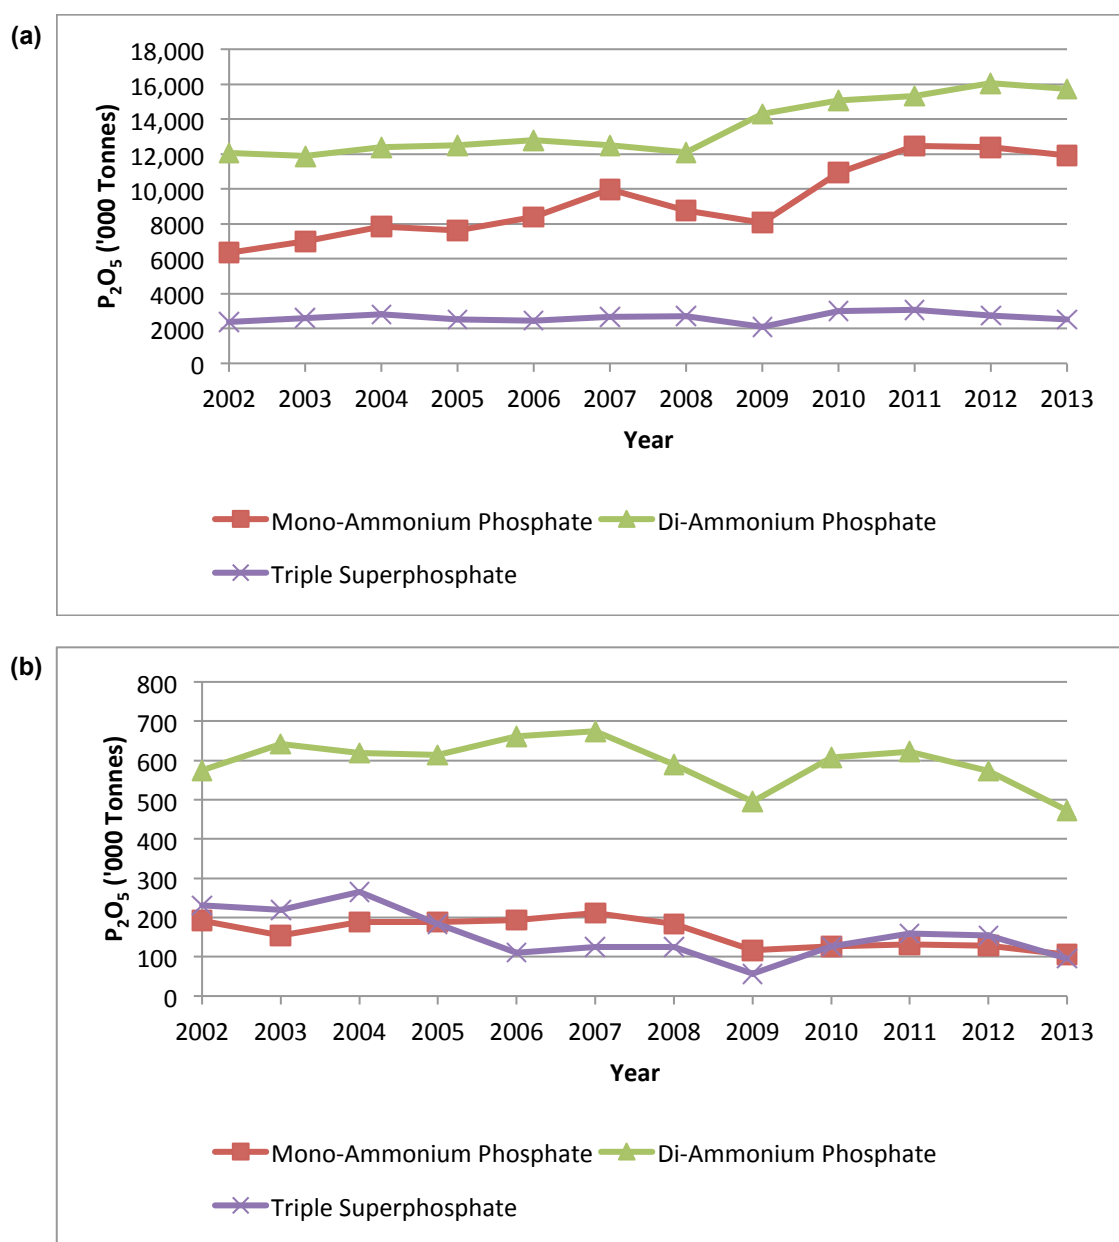 (a)
18,000
16,000
14,000
12,000
10,000
8000
6000
4000
2000
0
P₂O₅ ('000 Tonnes)
2002 2003 2004 2005 2006 2007 2008 2009 2010 2011 2012 2013
Year
Mono-Ammonium Phosphate Di-Ammonium Phosphate
Triple Superphosphate
(b)
800
700
600
500
400
300
200
100
0
P₂O₅ ('000 Tonnes)
2002 2003 2004 2005 2006 2007 2008 2009 2010 2011 2012 2013
Year
Mono-Ammonium Phosphate Di-Ammonium Phosphate
Triple Superphosphate